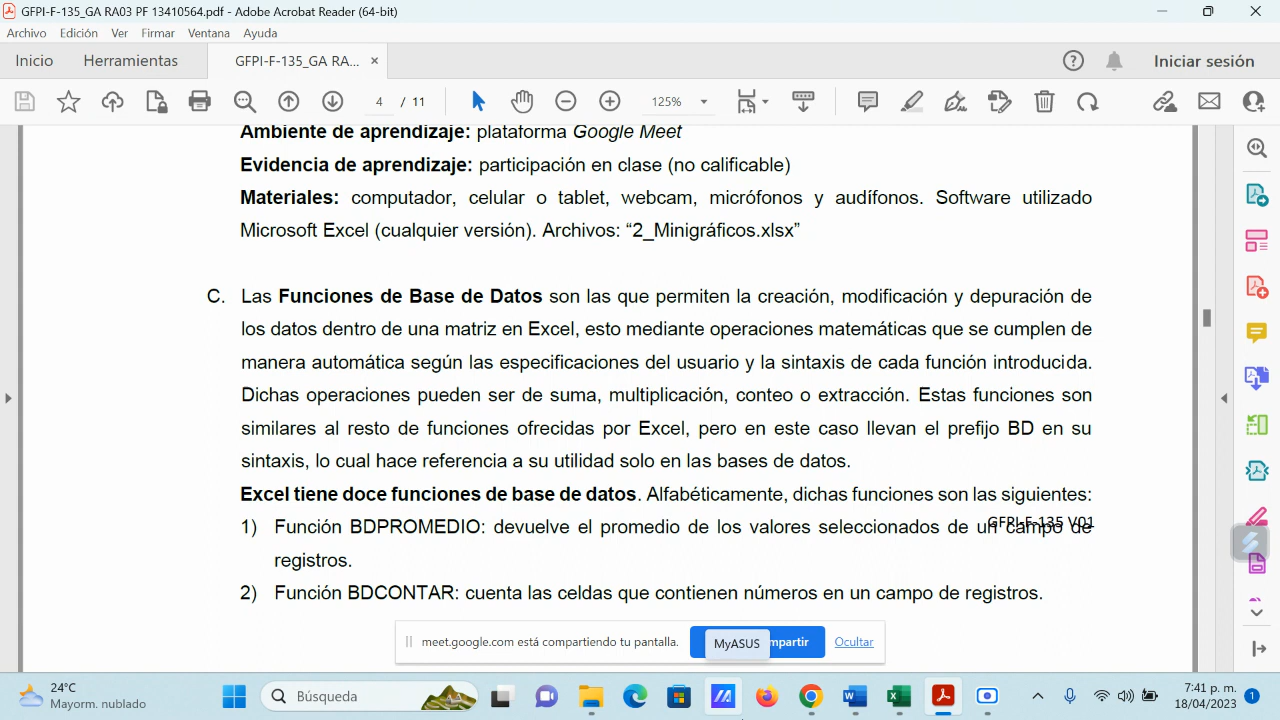 GFPI-F-135_GA RA03 PF 13410564.pdf - Adobe Acrobat Reader (64-bit)
Archivo Edición Ver Firmar Ventana Ayuda
Inicio Herramientas GFPI-F-135_GA RA... × Iniciar sesión
4 / 11 125%
Ambiente de aprendizaje: plataforma Google Meet
Evidencia de aprendizaje: participación en clase (no calificable)
Materiales: computador, celular o tablet, webcam, micrófonos y audífonos. Software utilizado
Microsoft Excel (cualquier versión). Archivos: “2_Minigráficos.xlsx”
C. Las Funciones de Base de Datos son las que permiten la creación, modificación y depuración de
los datos dentro de una matriz en Excel, esto mediante operaciones matemáticas que se cumplen de
manera automática según las especificaciones del usuario y la sintaxis de cada función introducida.
Dichas operaciones pueden ser de suma, multiplicación, conteo o extracción. Estas funciones son
similares al resto de funciones ofrecidas por Excel, pero en este caso llevan el prefijo BD en su
sintaxis, lo cual hace referencia a su utilidad solo en las bases de datos.
Excel tiene doce funciones de base de datos. Alfabéticamente, dichas funciones son las siguientes:
1) Función BDPROMEDIO: devuelve el promedio de los valores seleccionados de un campo de
GFPI-F-135 V01
registros.
2) Función BDCONTAR: cuenta las celdas que contienen números en un campo de registros.
meet.google.com está compartiendo tu pantalla. MyASUS mpartir Ocultar
24°C
Mayorm. nublado
Búsqueda
7:41 p. m.
18/04/2023
1